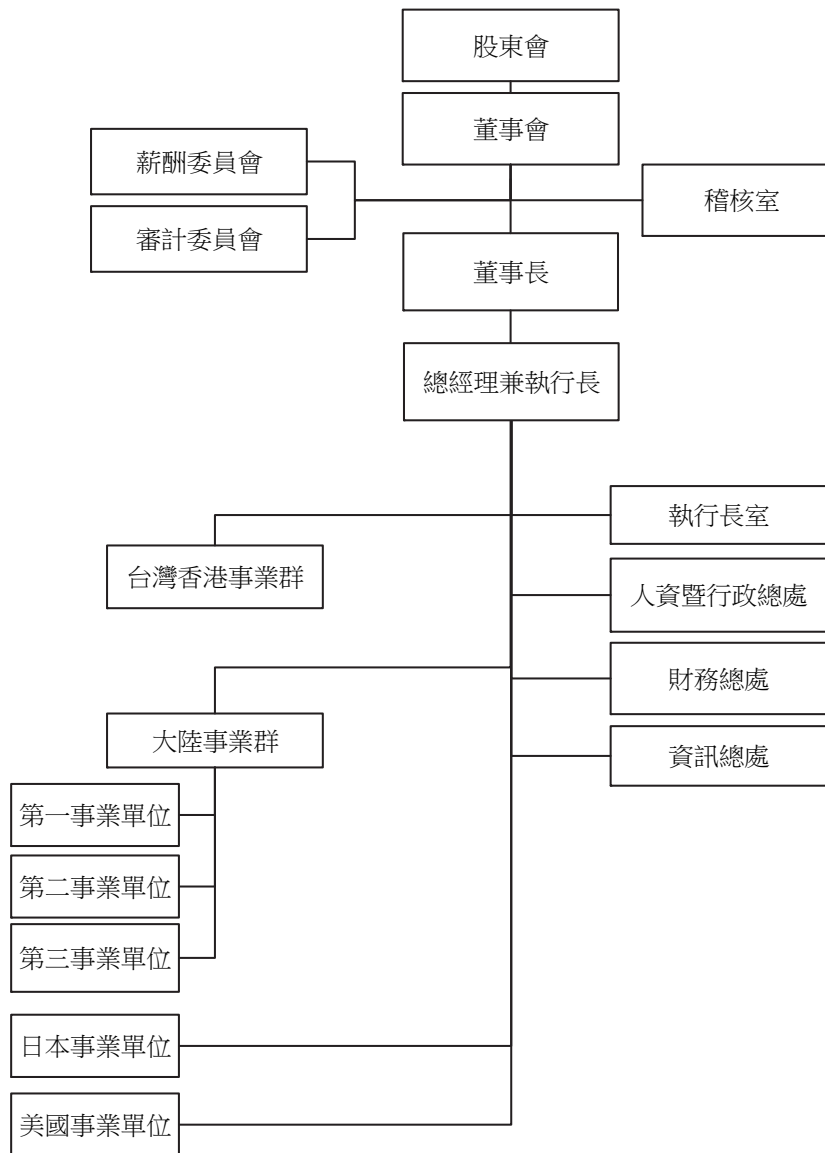 股東會
董事會
薪酬委員會
稽核室
審計委員會
董事長
總經理兼執行長
執行長室
台灣香港事業群
人資暨行政總處
財務總處
大陸事業群
資訊總處
第一事業單位
第二事業單位
第三事業單位
日本事業單位
美國事業單位